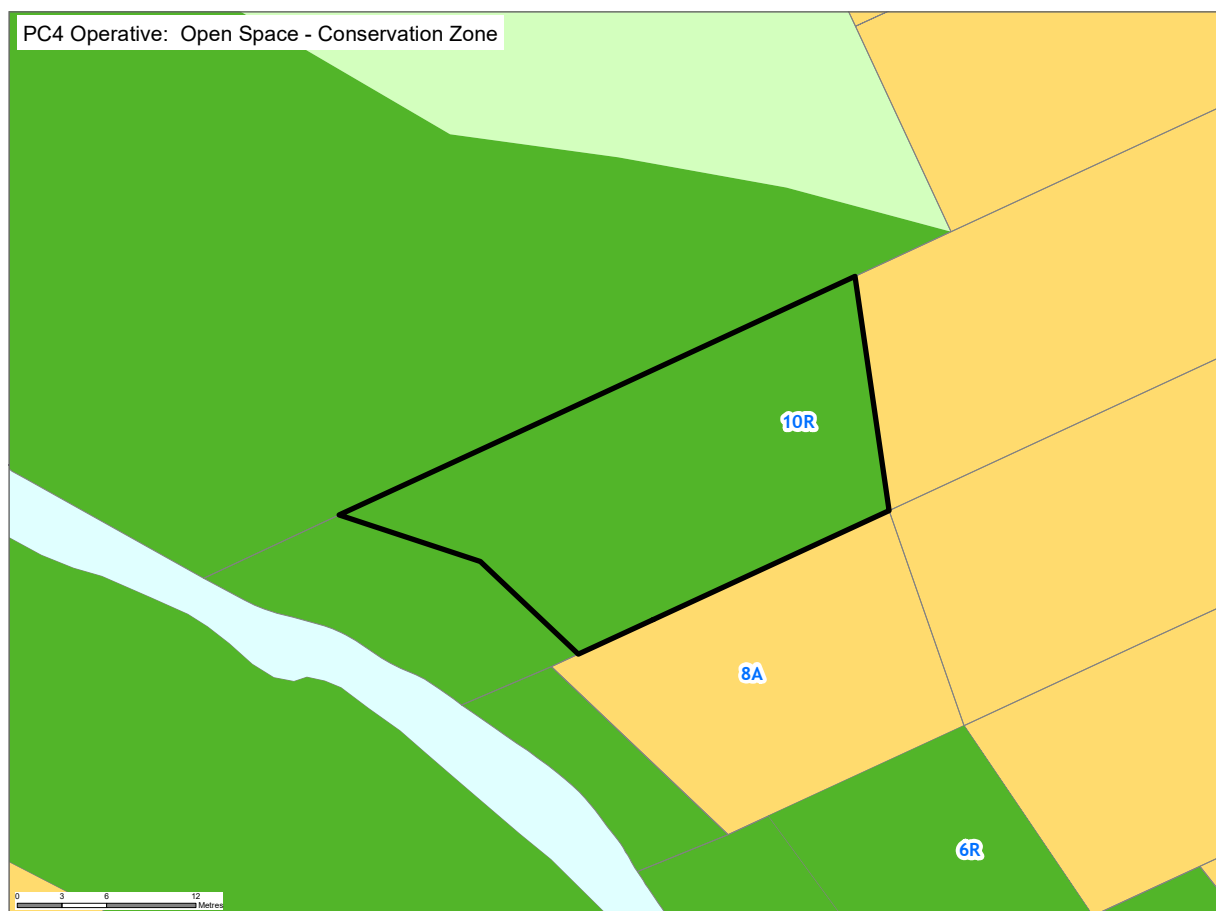 PC4 Operative:  Open Space - Conservation Zone
10R
8A
6R
0 3 6 12
Metres